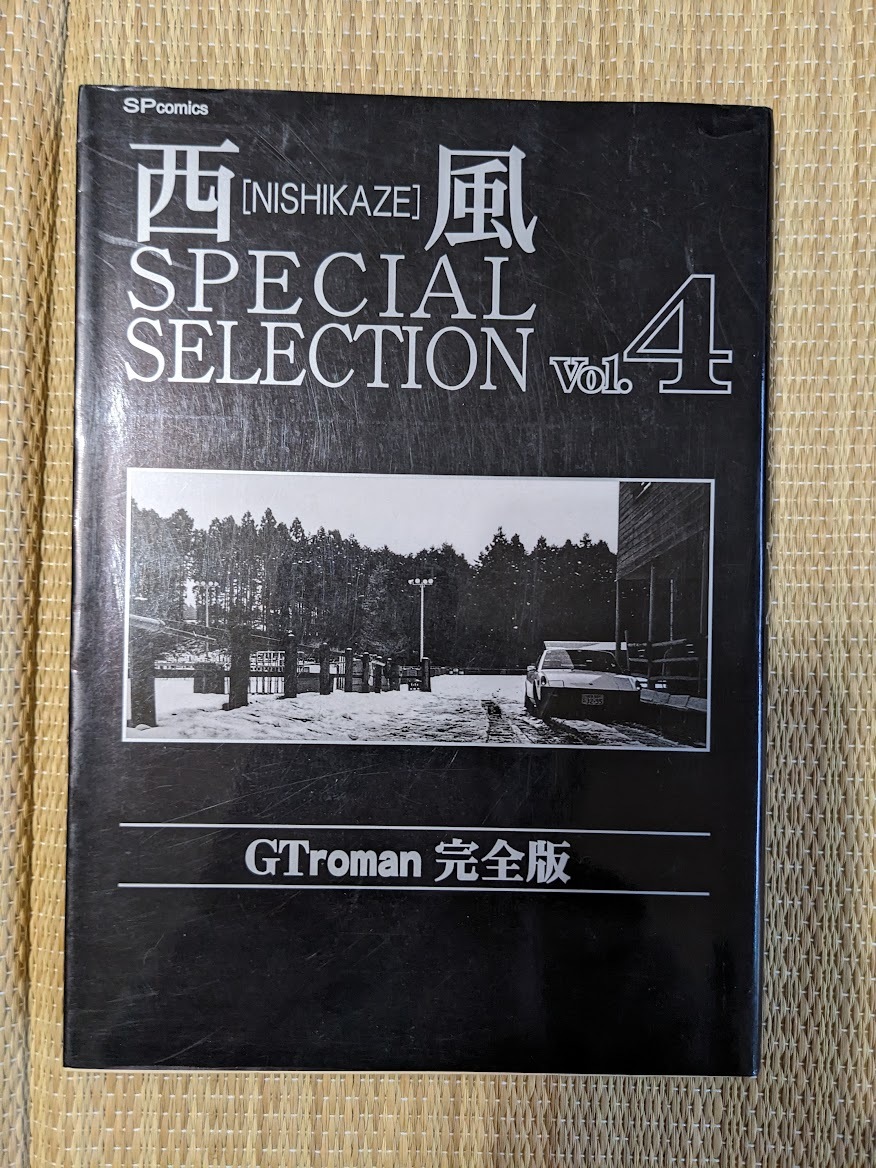 SPcomics
西[NISHIKAZE]風
SPECIAL
SELECTION Vol.4
GTroman 完全版